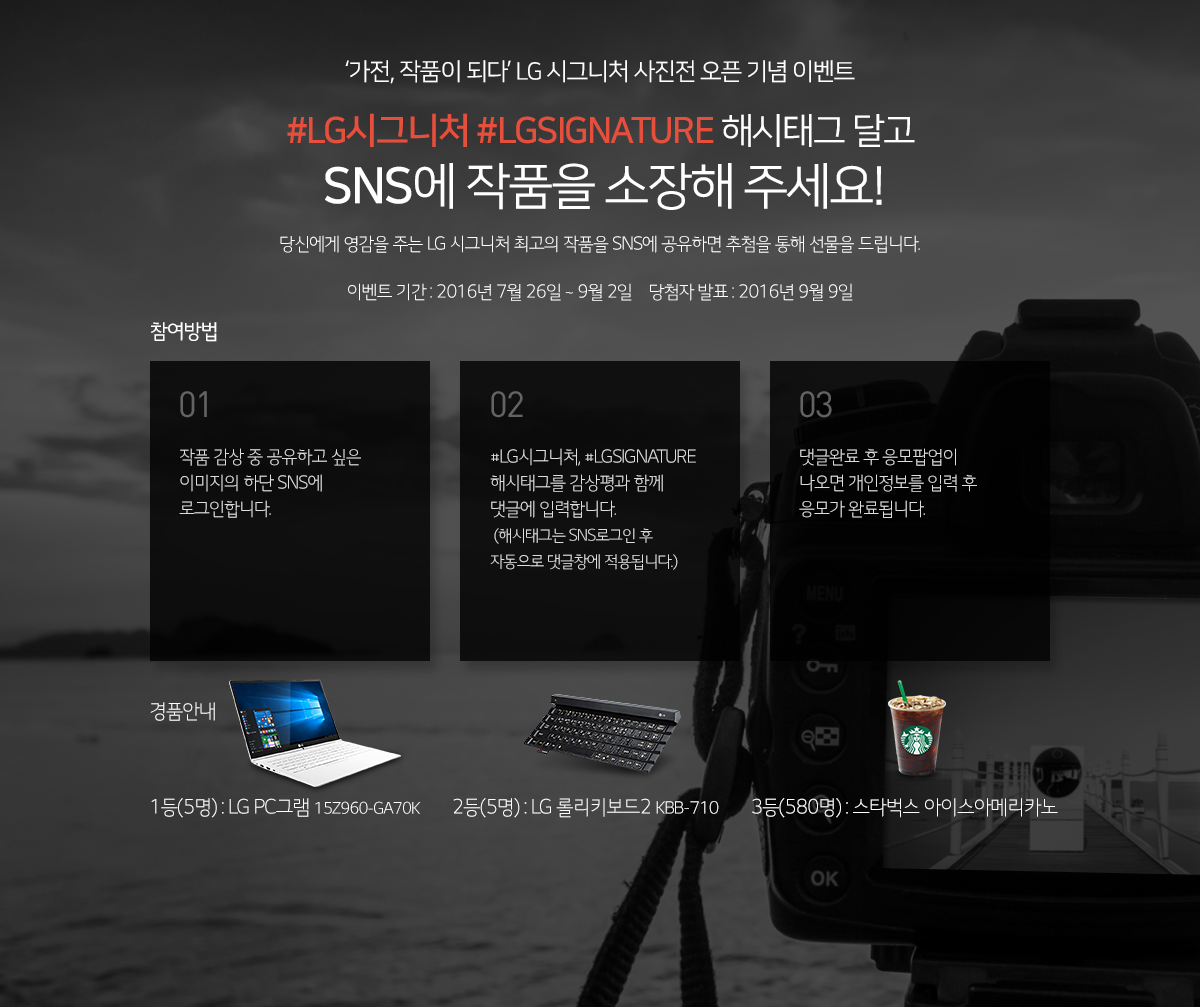 ‘가전, 작품이 되다’ LG 시그니처 사진전 오픈 기념 이벤트
#LG시그니처 #LGSIGNATURE 해시태그 달고
SNS에 작품을 소장해 주세요!
당신에게 영감을 주는 LG 시그니처 최고의 작품을 SNS에 공유하면 추첨을 통해 선물을 드립니다.
이벤트 기간 : 2016년 7월 26일 ~ 9월 2일 당첨자 발표 : 2016년 9월 9일
참여방법
01
작품 감상 중 공유하고 싶은
이미지의 하단 SNS에
로그인합니다.
02
#LG시그니처, #LGSIGNATURE
해시태그를 감상평과 함께
댓글에 입력합니다.
(해시태그는 SNS로그인 후
자동으로 댓글창에 적용됩니다.)
03
댓글완료 후 응모팝업이
나오면 개인정보를 입력 후
응모가 완료됩니다.
MENU
?
경품안내
1등(5명) : LG PC그램 15Z960-GA70K
2등(5명) : LG 롤리키보드2 KBB-710
3등(580명) : 스타벅스 아이스아메리카노
OK